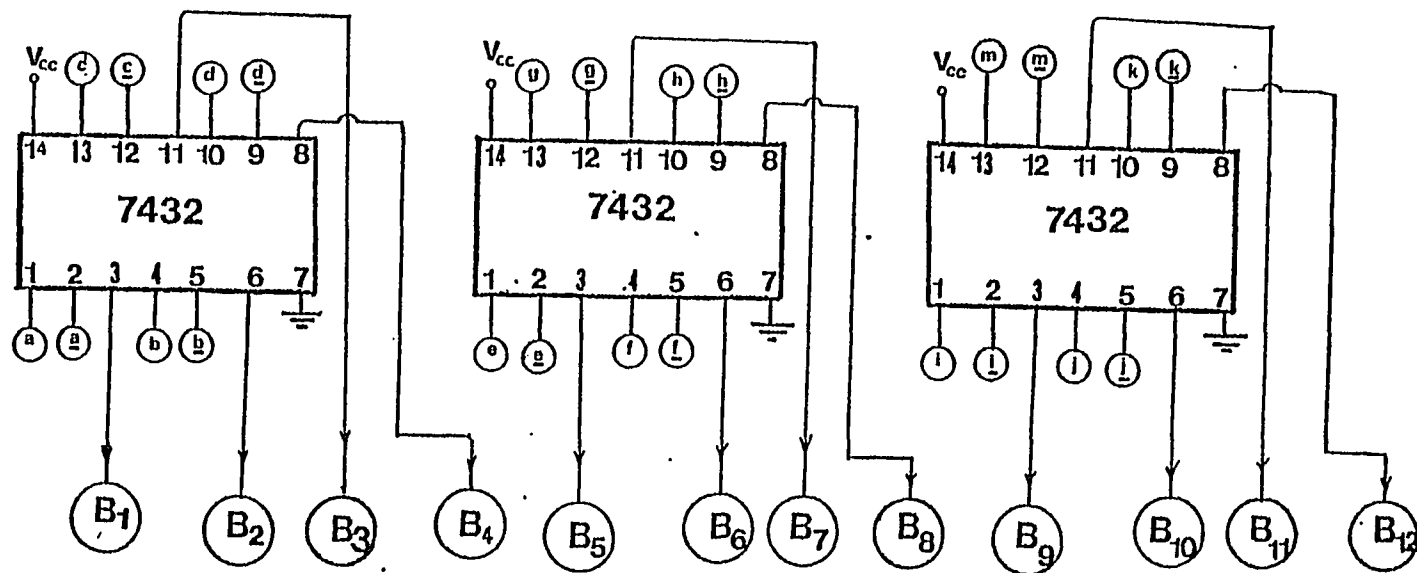 Vcc c c d d Vcc g g h h Vcc m m k k
14 13 12 11 10 9 8 14 13 12 11 10 9 8 14 13 12 11 10 9 8
7432 7432 7432
1 2 3 4 5 6 7 1 2 3 4 5 6 7 1 2 3 4 5 6 7
a a b b e e f f i i j j
B1 B2 B3 B4 B5 B6 B7 B8 B9 B10 B11 B12